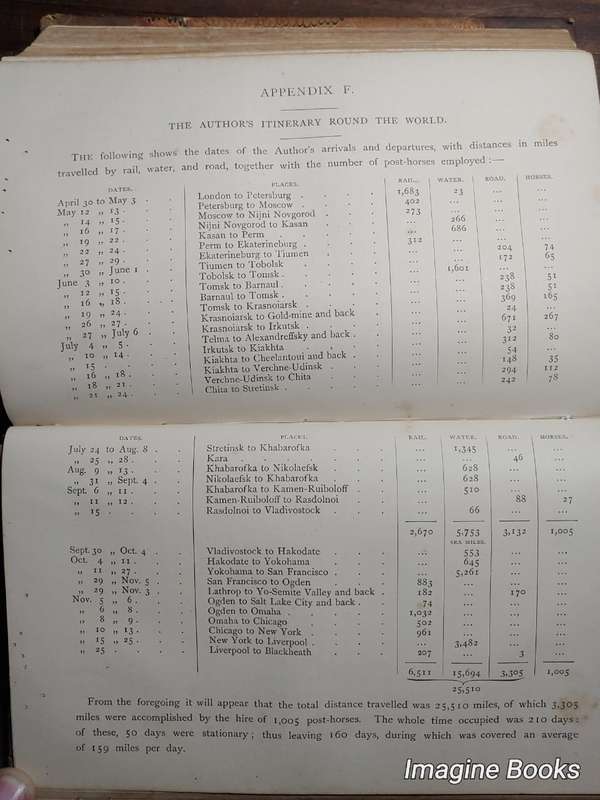 APPENDIX F.
THE AUTHOR'S ITINERARY ROUND THE WORLD.
THE following shows the dates of the Author's arrivals and departures, with distances in miles
travelled by rail, water, and road, together with the number of post-horses employed:—
DATES. PLACES. RAIL. WATER. ROAD. HORSES.
April 30 to May 3 . . London to Petersburg . . . . 1,683 23 ... ...
May 12 „ 13 . . . Petersburg to Moscow . . . . 402 ... ... ...
„ 14 „ 15 . . . Moscow to Nijni Novgorod . . . 273 ... ... ...
„ 16 „ 17 . . . Nijni Novgorod to Kasan . . . ... 266 ... ...
„ 19 „ 22 . . . Kasan to Perm . . . . ... 686 ... ...
„ 22 „ 24 . . . Perm to Ekaterineburg . . . . 312 ... ... ...
„ 27 „ 29 . . . Ekaterineburg to Tiumen . . . ... ... 204 74
„ 30 „ June 1 . . Tiumen to Tobolsk . . . . ... ... 172 65
June 3 „ 10 . . . Tobolsk to Tomsk . . . . ... 1,601 ... ...
„ 12 „ 15 . . . Tomsk to Barnaul . . . . ... ... 238 51
„ 16 „ 18 . . . Barnaul to Tomsk . . . . ... ... 238 51
„ 19 „ 24 . . . Tomsk to Krasnoiarsk . . . . ... ... 369 165
„ 26 „ 27 . . . Krasnoiarsk to Gold-mine and back . . ... ... 24 ...
„ 27 „ July 6 . . Krasnoiarsk to Irkutsk . . . . ... ... 671 267
July 4 „ 5 . . . Telma to Alexandreffsky and back . . ... ... 32 ...
„ 10 „ 14 . . . Irkutsk to Kiakhta . . . . ... ... 312 80
„ 15 . . . . Kiakhta to Cheelantoui and back . . ... ... 54 ...
„ 16 „ 18 . . . Kiakhta to Verchne-Udinsk . . . ... ... 148 35
„ 18 „ 21 . . . Verchne-Udinsk to Chita . . . ... ... 294 112
„ 21 „ 24 . . . Chita to Stretinsk . . . . ... ... 242 78
DATES. PLACES. RAIL. WATER. ROAD. HORSES.
July 24 to Aug. 8 . . Stretinsk to Khabarofka . . . ... 1,345 ... ...
„ 25 „ 28 . . . Kara . . . . . ... ... 46 ...
Aug. 9 „ 13 . . . Khabarofka to Nikolaefsk . . . ... 628 ... ...
„ 31 „ Sept. 4 . . Nikolaefsk to Khabarofka . . . ... 628 ... ...
Sept. 6 „ 11 . . . Khabarofka to Kamen-Ruiboloff . . ... 510 ... ...
„ 11 „ 12 . . . Kamen-Ruiboloff to Rasdolnoi . . ... ... 88 27
„ 15 . . . . Rasdolnoi to Vladivostock . . . ... 66 ... ...
2,670 5,753 3,132 1,005
SEA MILES.
Sept. 30 „ Oct. 4 . . Vladivostock to Hakodate . . . ... 553 ... ...
Oct. 4 „ 11 . . . Hakodate to Yokohama . . . ... 645 ... ...
„ 11 „ 27 . . . Yokohama to San Francisco . . . ... 5,261 ... ...
„ 29 „ Nov. 5 . . San Francisco to Ogden . . . 883 ... ... ...
„ 29 „ Nov. 3 . . Lathrop to Yo-Semite Valley and back . 182 ... 170 ...
Nov. 5 „ 6 . . . Ogden to Salt Lake City and back . . 74 ... ... ...
„ 6 „ 8 . . . Ogden to Omaha . . . . 1,032 ... ... ...
„ 8 „ 9 . . . Omaha to Chicago . . . . 502 ... ... ...
„ 10 „ 13 . . . Chicago to New York . . . . 961 ... ... ...
„ 15 „ 25 . . . New York to Liverpool . . . . ... 3,482 ... ...
„ 25 . . . . Liverpool to Blackheath . . . 207 ... 3 ...
6,511 15,694 3,305 1,005
25,510
From the foregoing it will appear that the total distance travelled was 25,510 miles, of which 3,305
miles were accomplished by the hire of 1,005 post-horses. The whole time occupied was 210 days:
of these, 50 days were stationary; thus leaving 160 days, during which was covered an average
of 159 miles per day.
Imagine Books